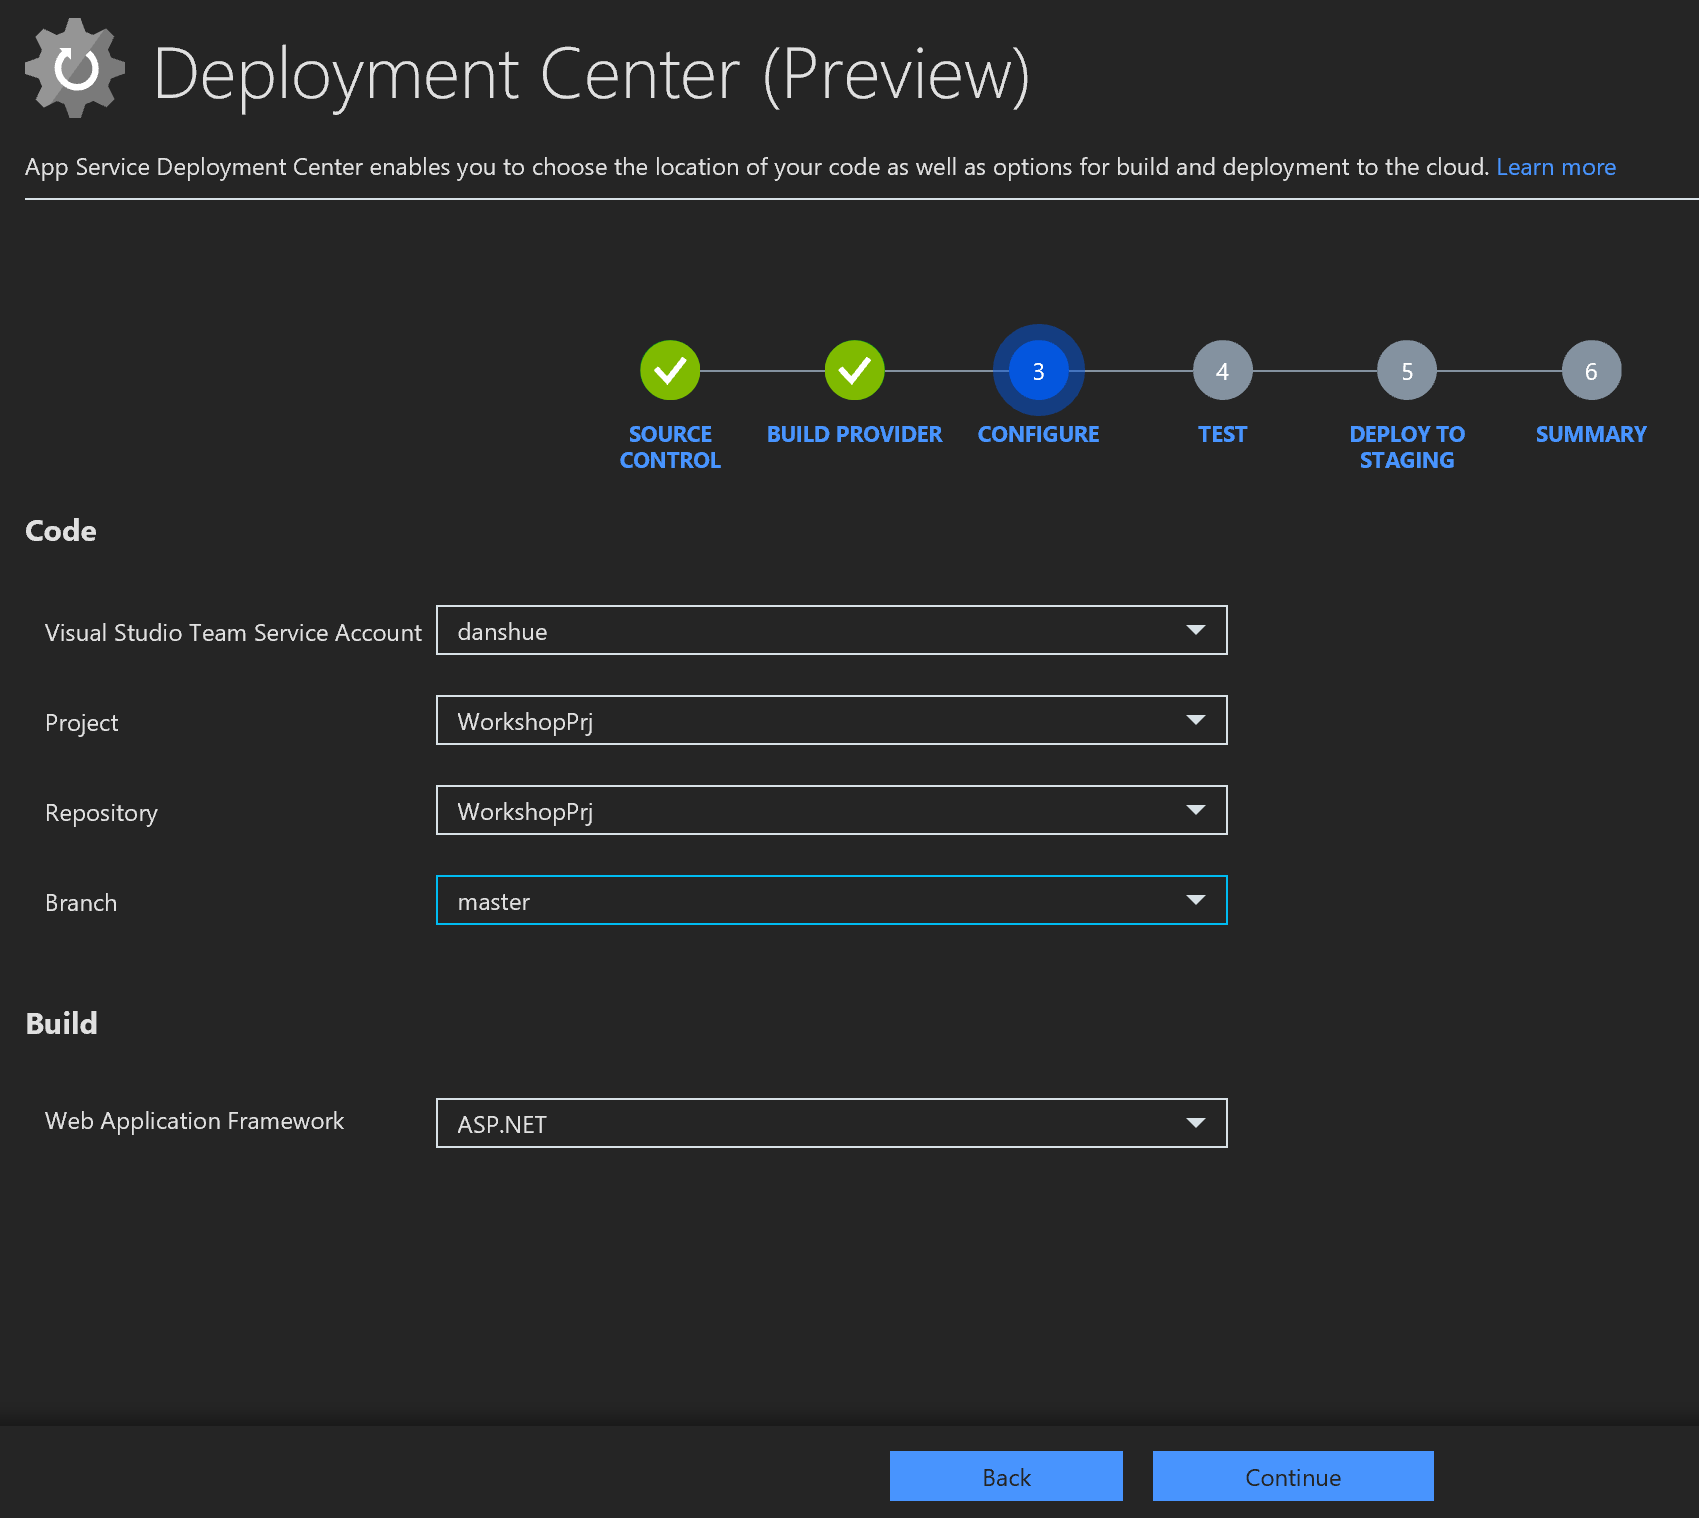 Deployment Center (Preview)
App Service Deployment Center enables you to choose the location of your code as well as options for build and deployment to the cloud. Learn more
3
4
5
6
SOURCE
CONTROL
BUILD PROVIDER
CONFIGURE
TEST
DEPLOY TO
STAGING
SUMMARY
Code
Visual Studio Team Service Account
danshue
Project
WorkshopPrj
Repository
WorkshopPrj
Branch
master
Build
Web Application Framework
ASP.NET
Back
Continue